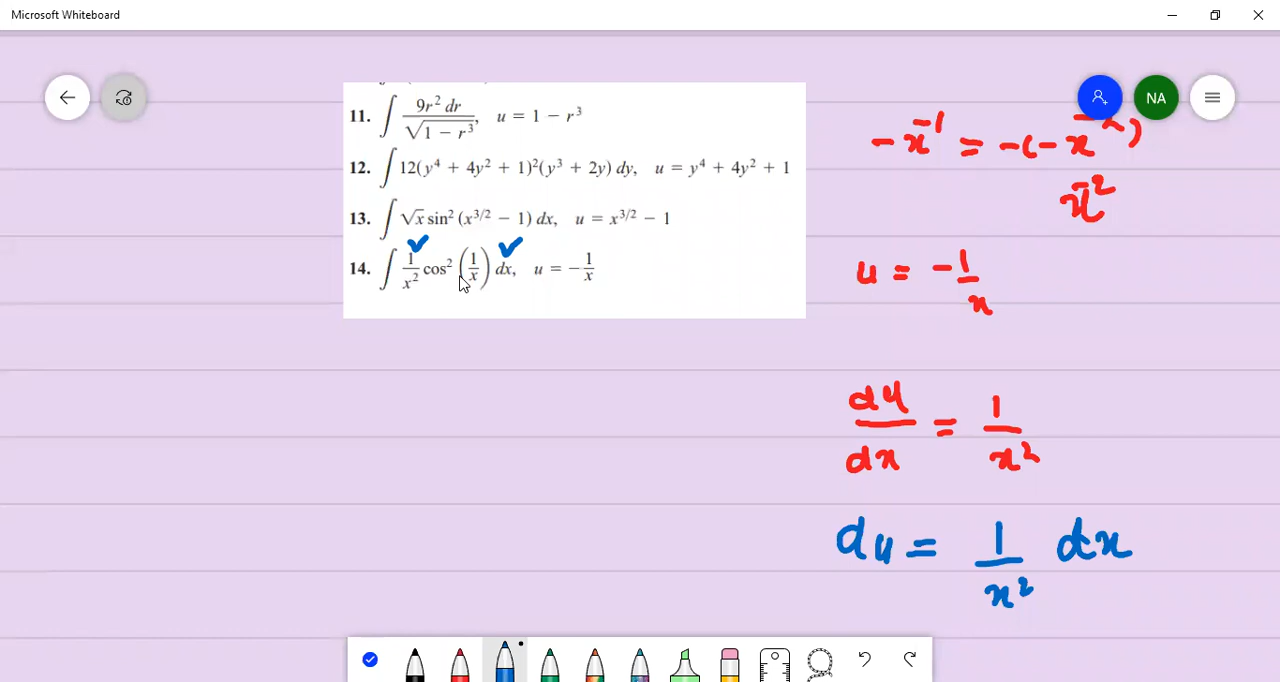 Microsoft Whiteboard
NA
11. ∫ 9r² dr / √(1 − r³), u = 1 − r³
12. ∫ 12(y⁴ + 4y² + 1)²(y³ + 2y) dy, u = y⁴ + 4y² + 1
13. ∫ √x sin² (x^(3/2) − 1) dx, u = x^(3/2) − 1
14. ∫ 1/x² cos² (1/x) dx, u = −1/x
-x⁻¹ = -(-x⁻²)
x⁻²
u = -1/x
du/dx = 1/x²
du = 1/x² dx